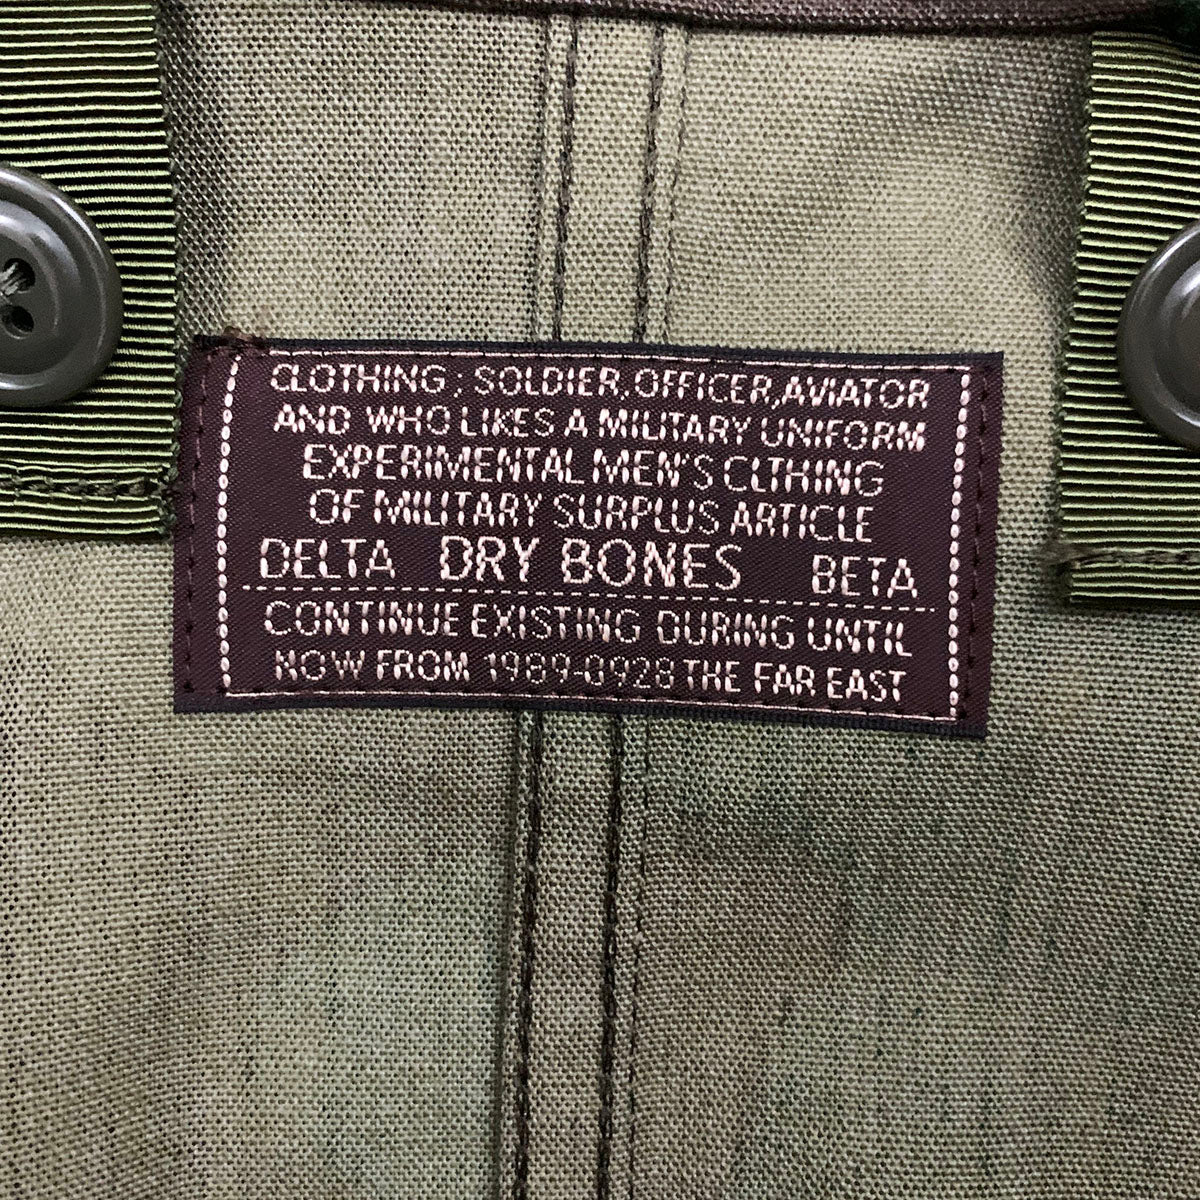 CLOTHING; SOLDIER,OFFICER,AVIATOR
AND WHO LIKES A MILITARY UNIFORM
EXPERIMENTAL MEN'S CLTHING
OF MILITARY SURPLUS ARTICLE
DELTA DRY BONES BETA
CONTINUE EXISTING DURING UNTIL
NOW FROM 1989-0928 THE FAR EAST